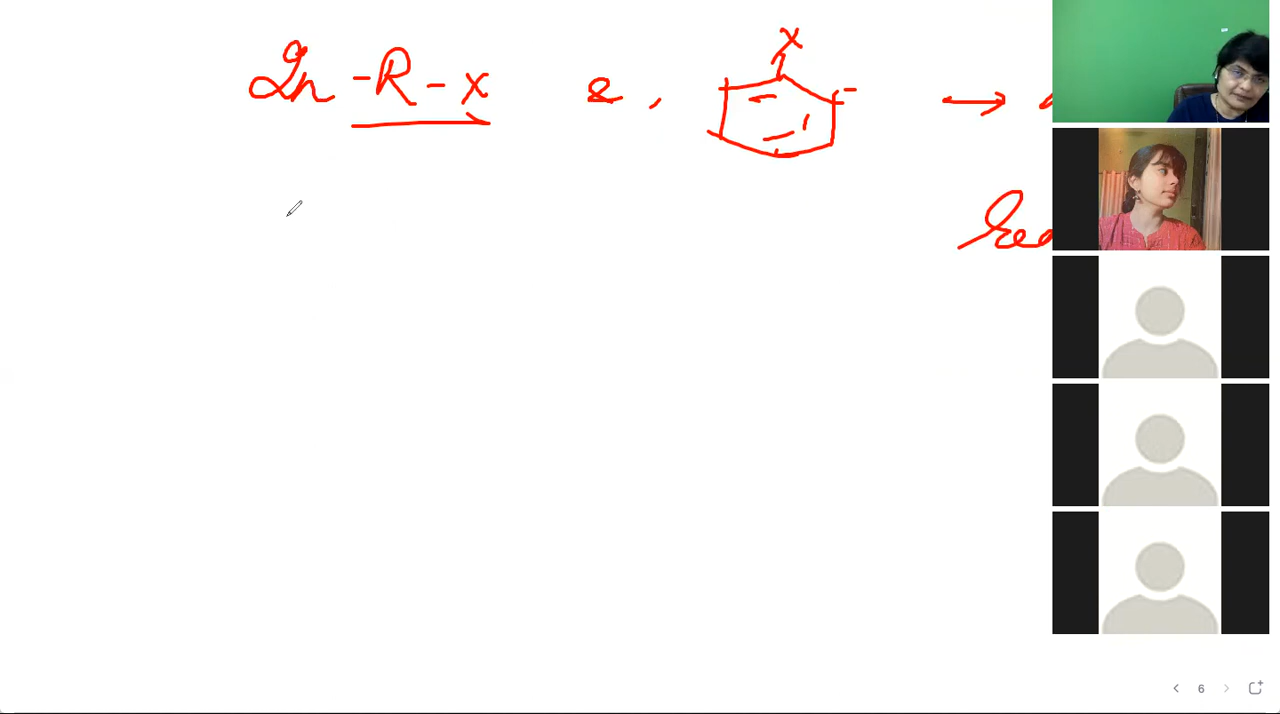 In -R - X & , X →
6